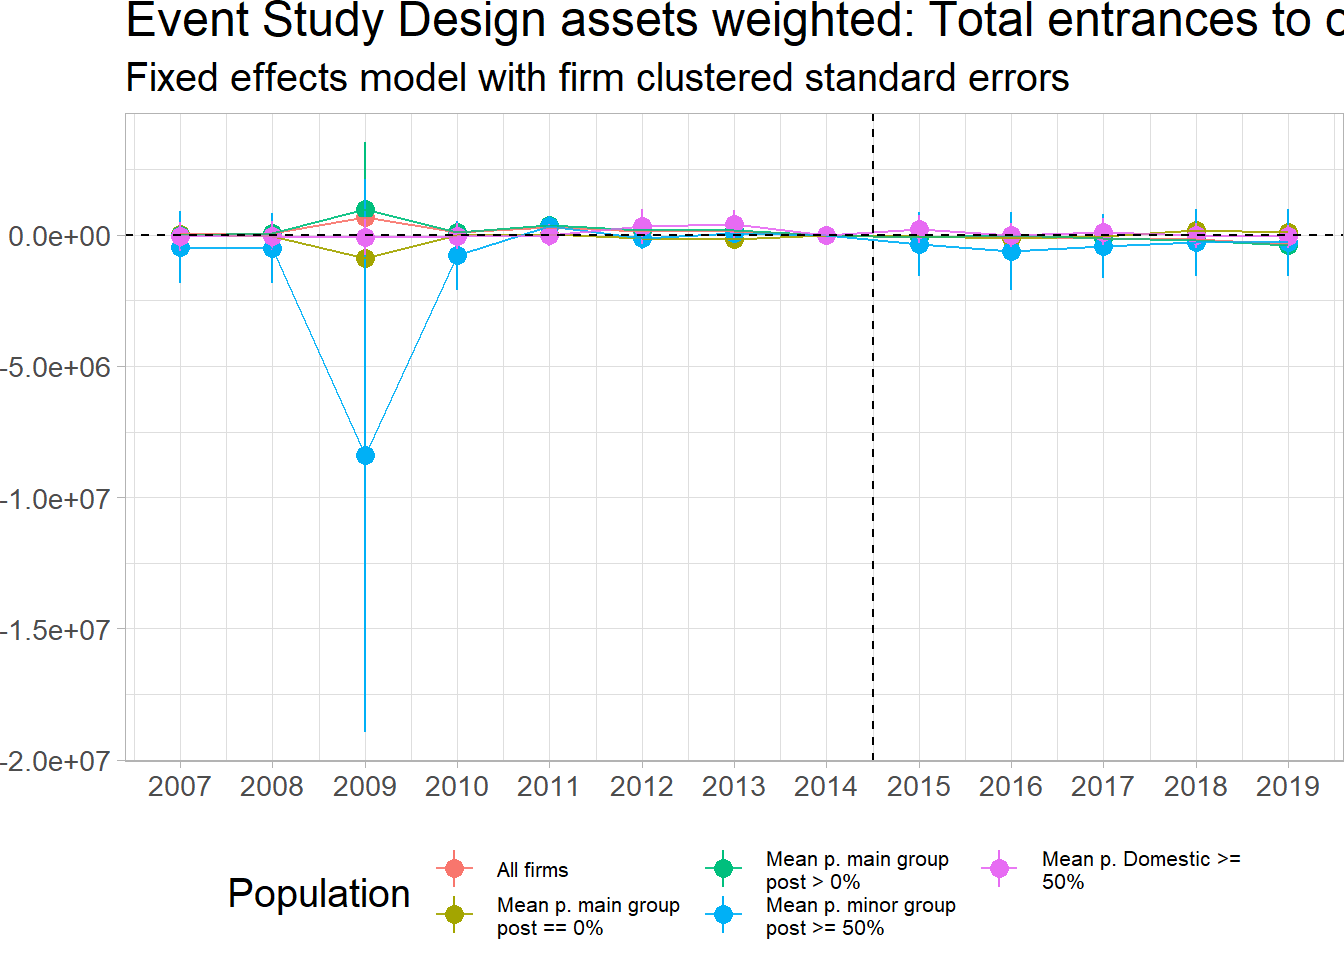 Event Study Design assets weighted: Total entrances to
Fixed effects model with firm clustered standard errors
0.0e+00
-5.0e+06
-1.0e+07
-1.5e+07
-2.0e+07
2007 2008 2009 2010 2011 2012 2013 2014 2015 2016 2017 2018 2019
Population
All firms
Mean p. main group
post == 0%
Mean p. main group
post > 0%
Mean p. minor group
post >= 50%
Mean p. Domestic >=
50%